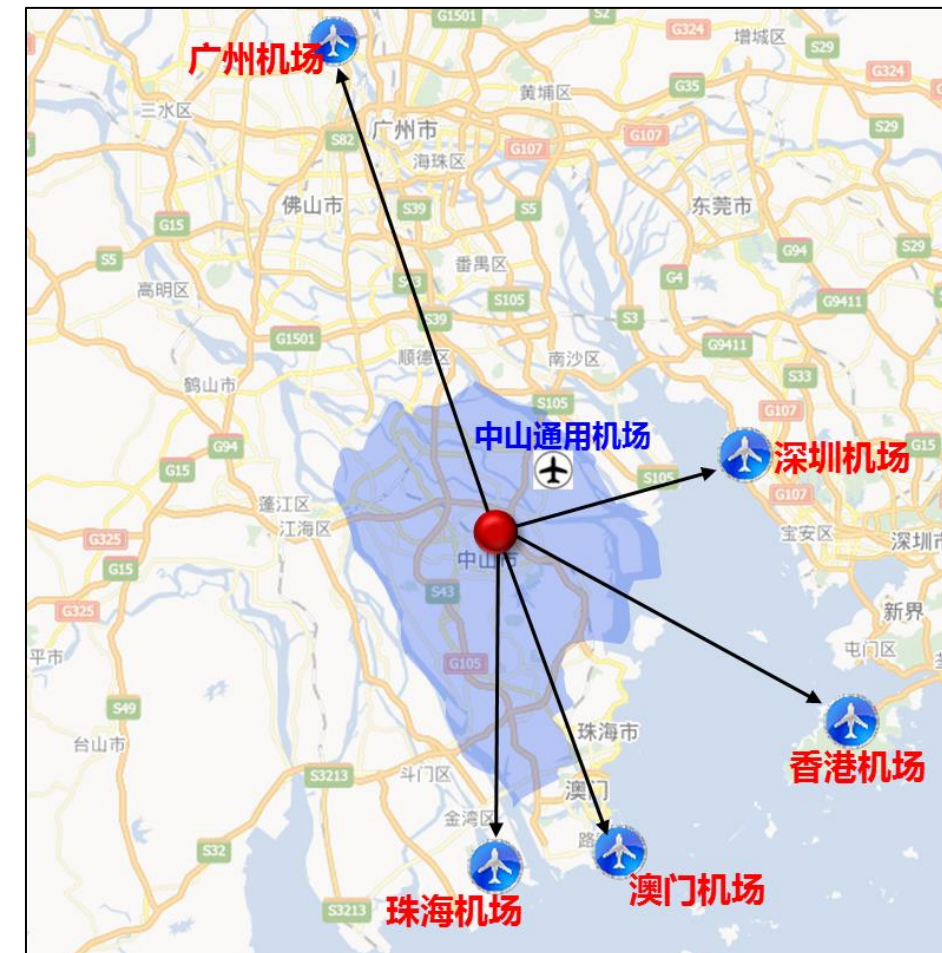 G1501
S2
广州机场
G324
增城区
S29
G324
G35
黄埔区
三水区
广州市
S29
S82
G107
G107
海珠区
佛山市
东莞市
S39
S5
G15
G94
S29
S5
番禺区
G4
高明区
S105
G9411
S39
S3
G1501
G9411
顺德区
南沙区
S33
鹤山市
S105
G107
中山通用机场
G94
G15
深圳机场
G15
S105
G107
蓬江区
江海区
宝安区
G325
深圳市
中山市
G15
S43
G325
新界
屯门区
平市
G105
S49
珠海市
台山市
香港机场
S3213
斗门区
澳门
金湾区
S32
路
澳门机场
珠海机场
S3213